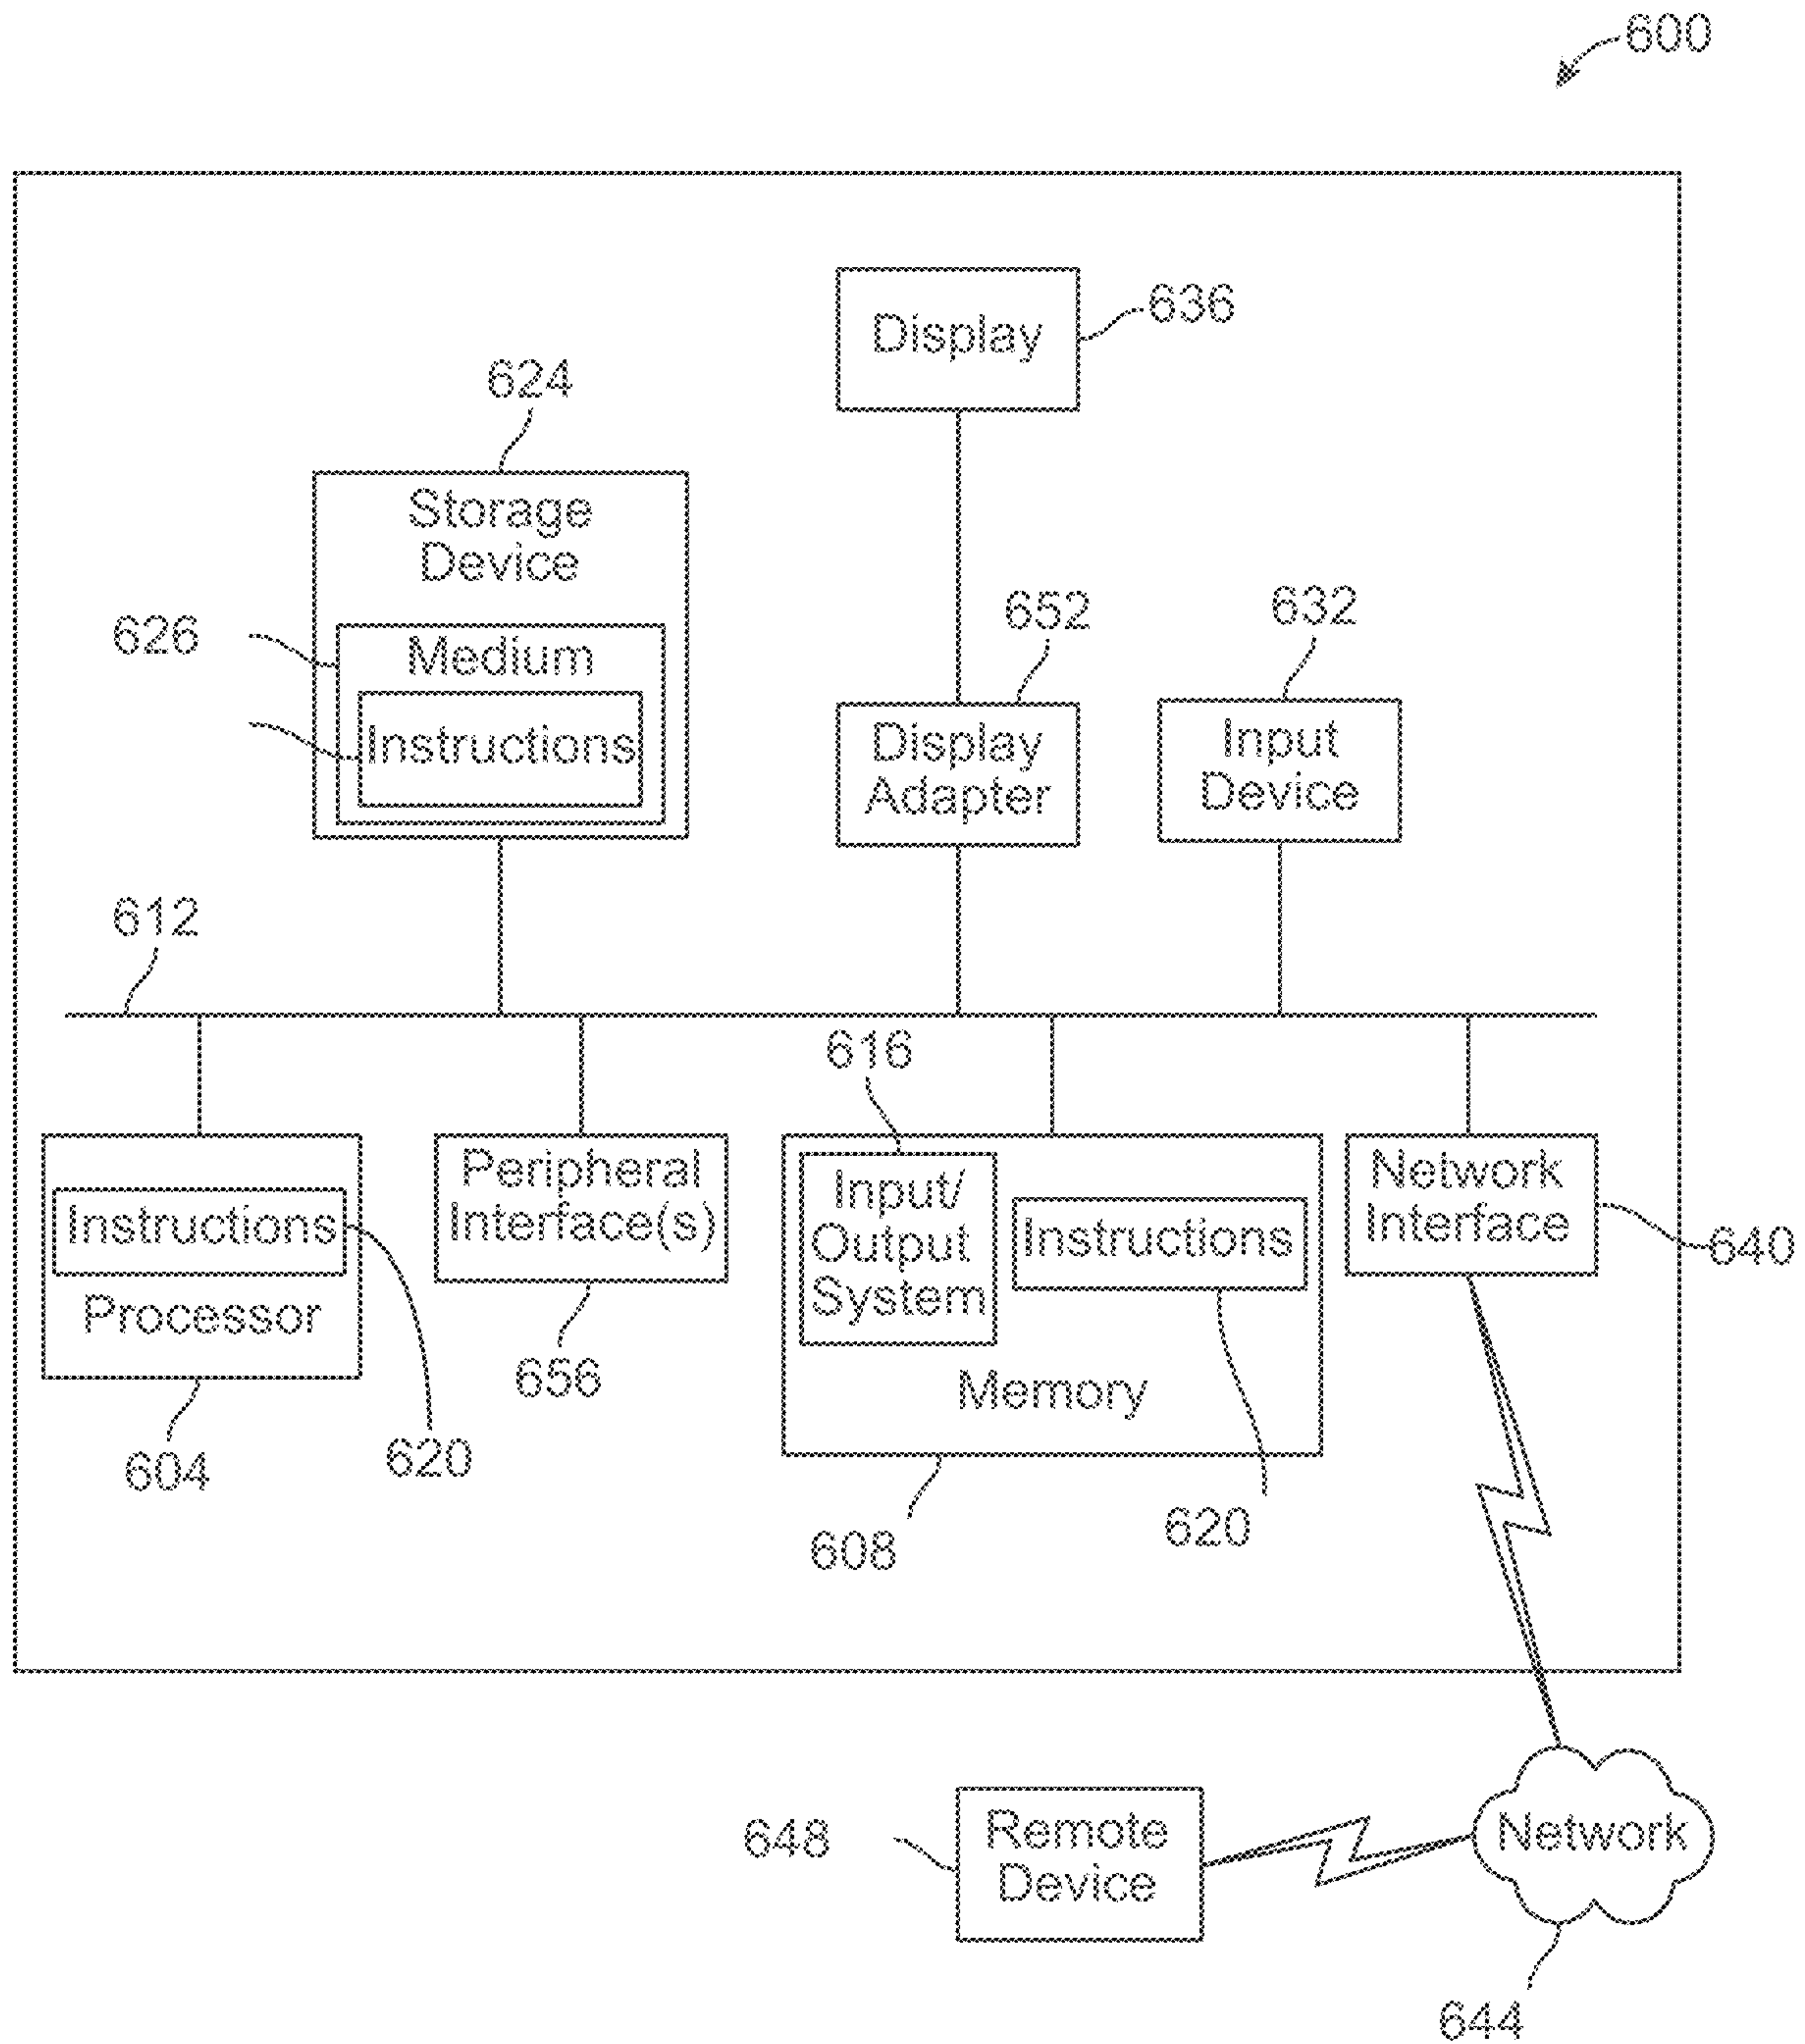 600
Display
636
624
Storage
Device
626
Medium
Instructions
652
632
Display
Adapter
Input
Device
612
616
Instructions
Processor
Peripheral
Interface(s)
Input/
Output
System
Instructions
Memory
Network
Interface
640
656
604
620
608
620
648
Remote
Device
Network
644